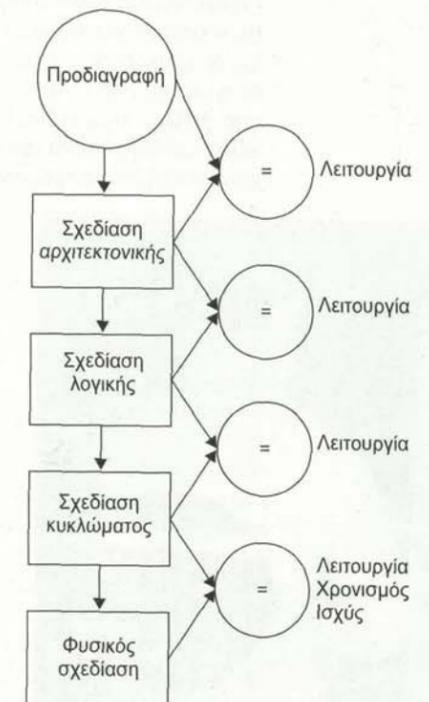 Προδιαγραφή
=
Λειτουργία
Σχεδίαση
αρχιτεκτονικής
=
Λειτουργία
Σχεδίαση
λογικής
=
Λειτουργία
Σχεδίαση
κυκλώματος
=
Λειτουργία
Χρονισμός
Ισχύς
Φυσικός
σχεδίαση